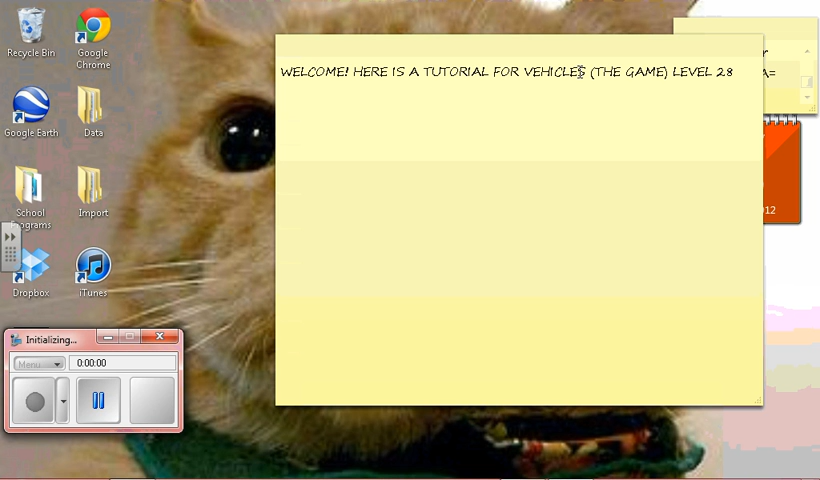 Recycle Bin
Google Chrome
WELCOME! HERE IS A TUTORIAL FOR VEHICLES (THE GAME) LEVEL 28
A=
Google Earth
Data
School Programs
Import
12
Dropbox
iTunes
Initializing...
Menu
0:00:00